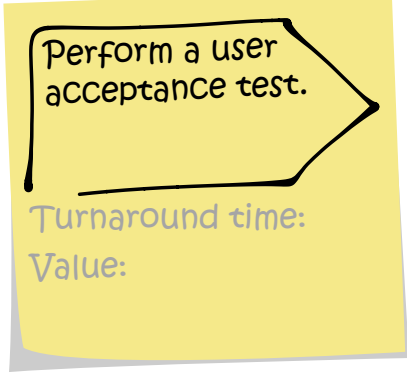 Perform a user
acceptance test.
Turnaround time:
Value: